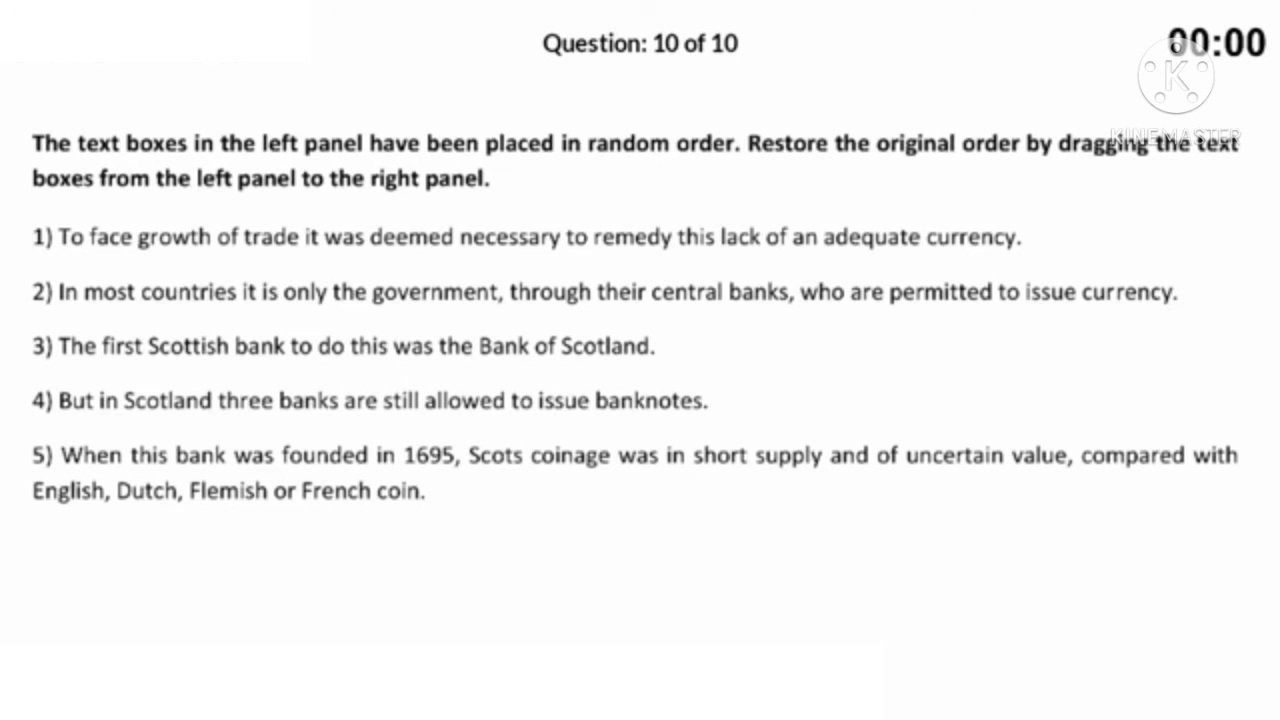 Question: 10 of 10
00:00
K
KINEMASTER
The text boxes in the left panel have been placed in random order. Restore the original order by dragging the text
boxes from the left panel to the right panel.
1) To face growth of trade it was deemed necessary to remedy this lack of an adequate currency.
2) In most countries it is only the government, through their central banks, who are permitted to issue currency.
3) The first Scottish bank to do this was the Bank of Scotland.
4) But in Scotland three banks are still allowed to issue banknotes.
5) When this bank was founded in 1695, Scots coinage was in short supply and of uncertain value, compared with
English, Dutch, Flemish or French coin.